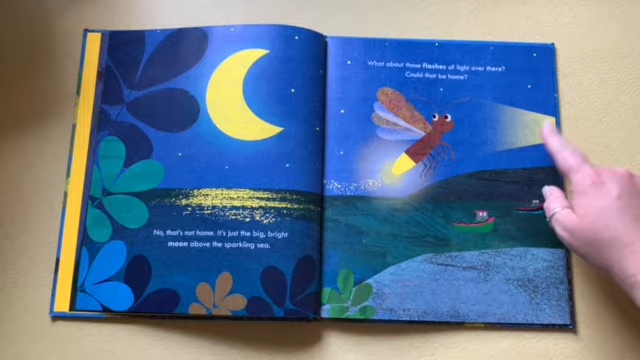 No, that's not home. It's just the big, bright
moon above the sparkling sea.
What about those flashes of light over there?
Could that be home?